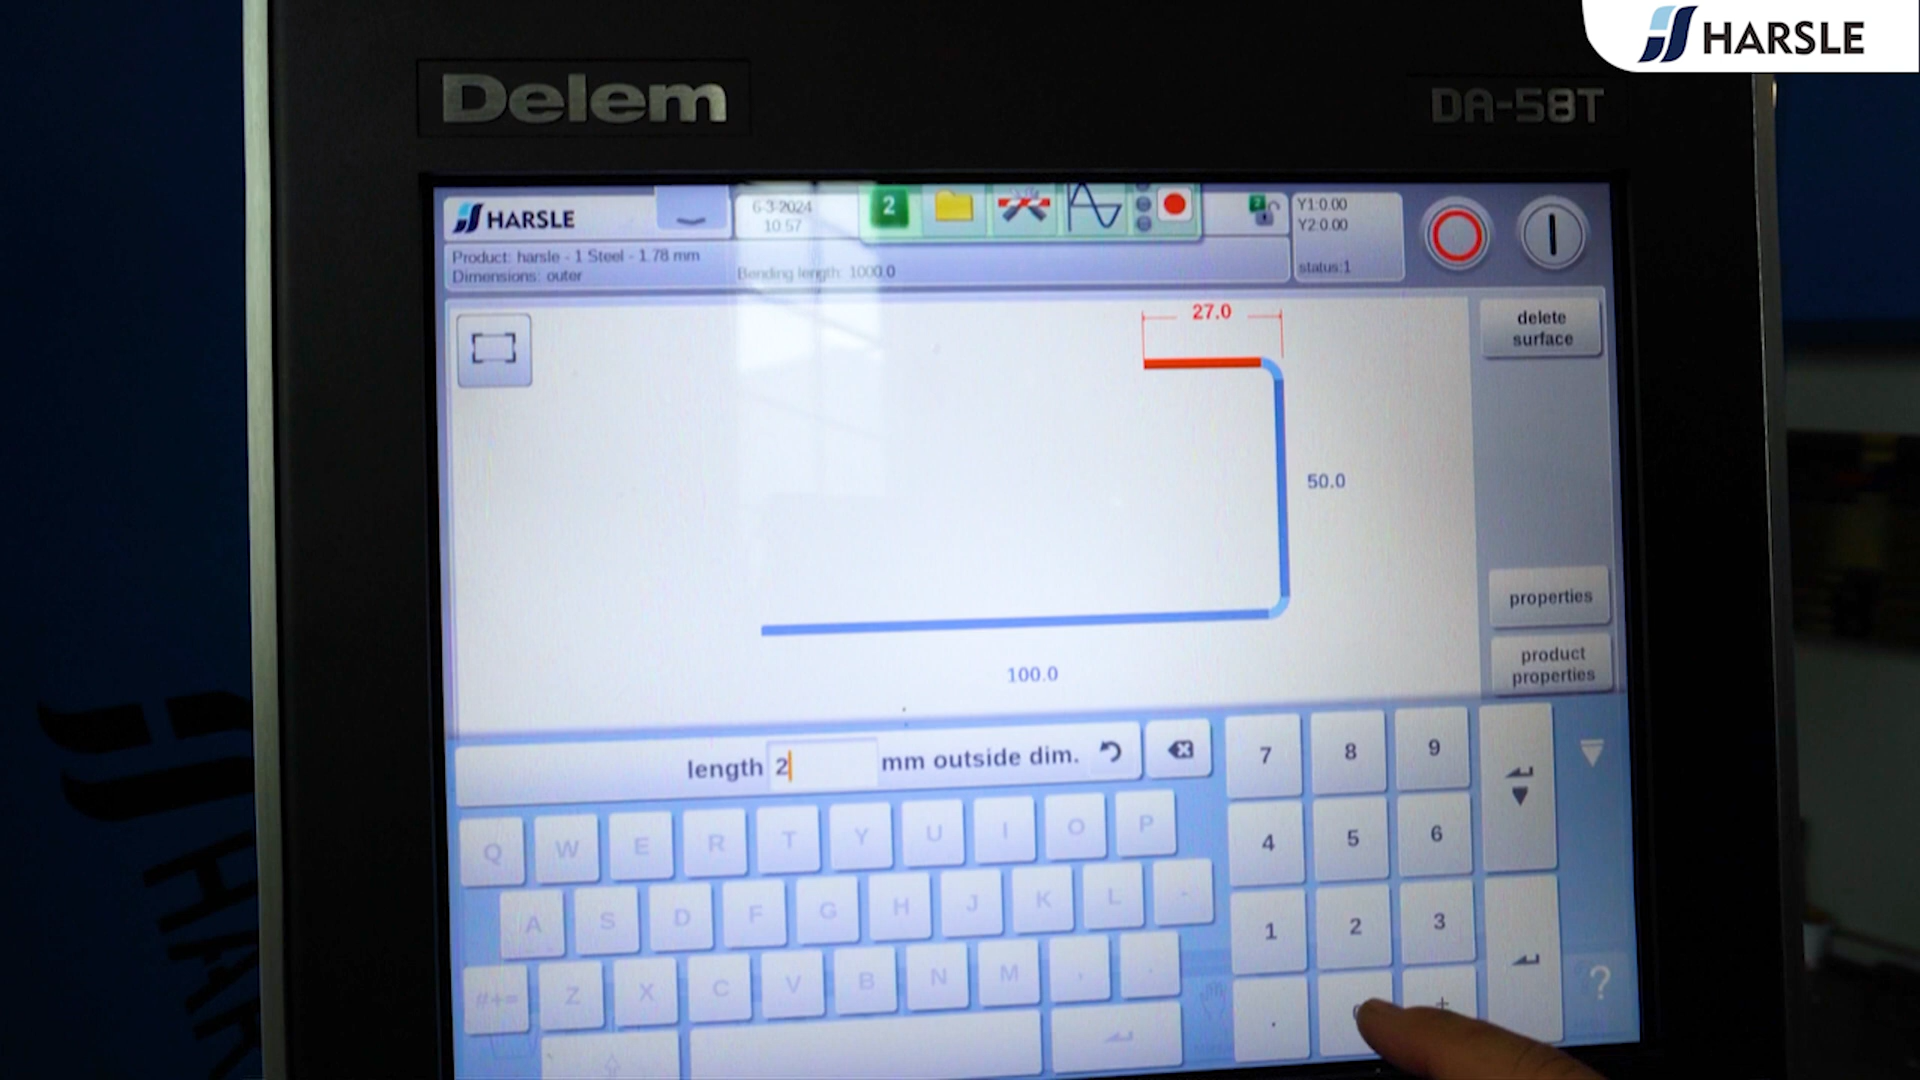 HARSLE
Delem
DA-58T
HARSLE
6-3-2024
10:57
2
Y1:0.00
Y2:0.00
status:1
Product: harsle - 1 Steel - 1.78 mm
Dimensions: outer
Bending length: 1000.0
27.0
delete
surface
50.0
properties
product
properties
100.0
length 2 mm outside dim.
7 8 9
Q W E R T Y U I O P
4 5 6
A S D F G H J K L -
1 2 3
#+= Z X C V B N M , .
. ±
?
HAR